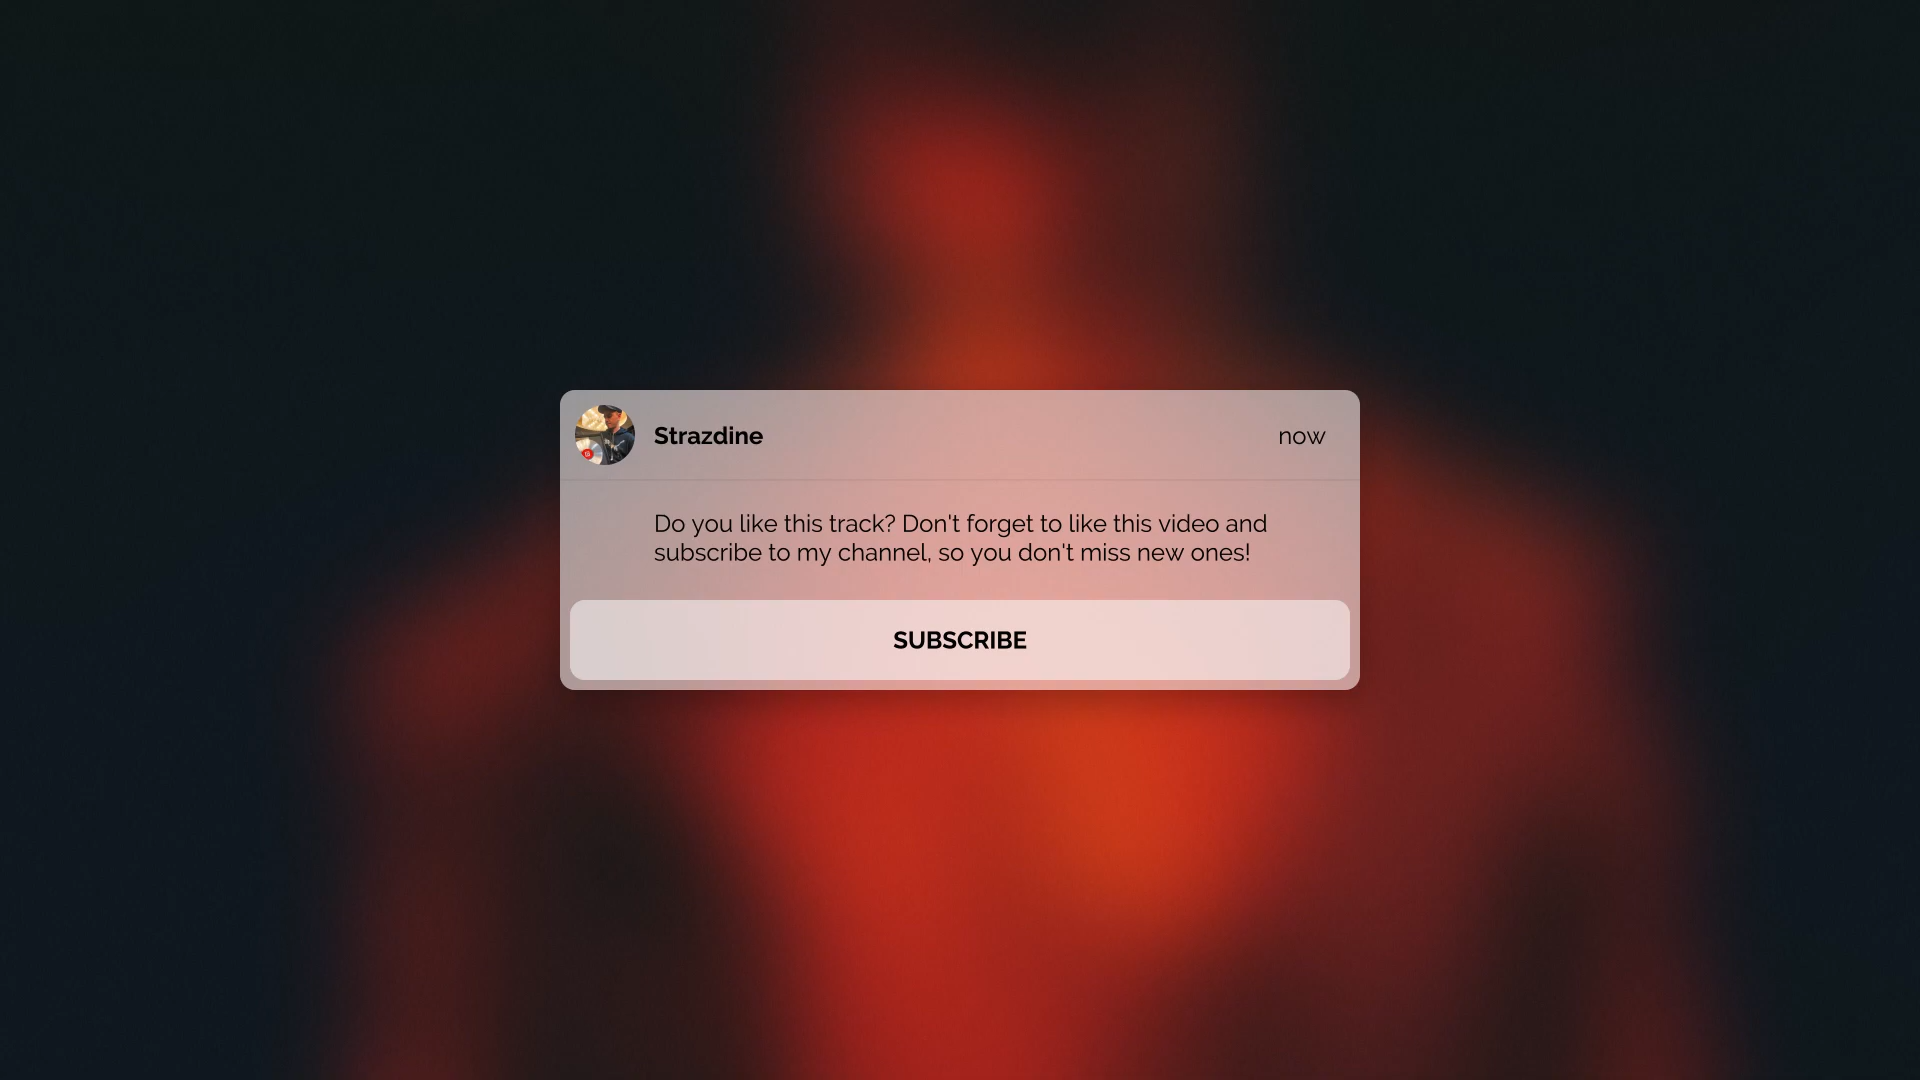 Strazdine
now
Do you like this track? Don't forget to like this video and
subscribe to my channel, so you don't miss new ones!
SUBSCRIBE